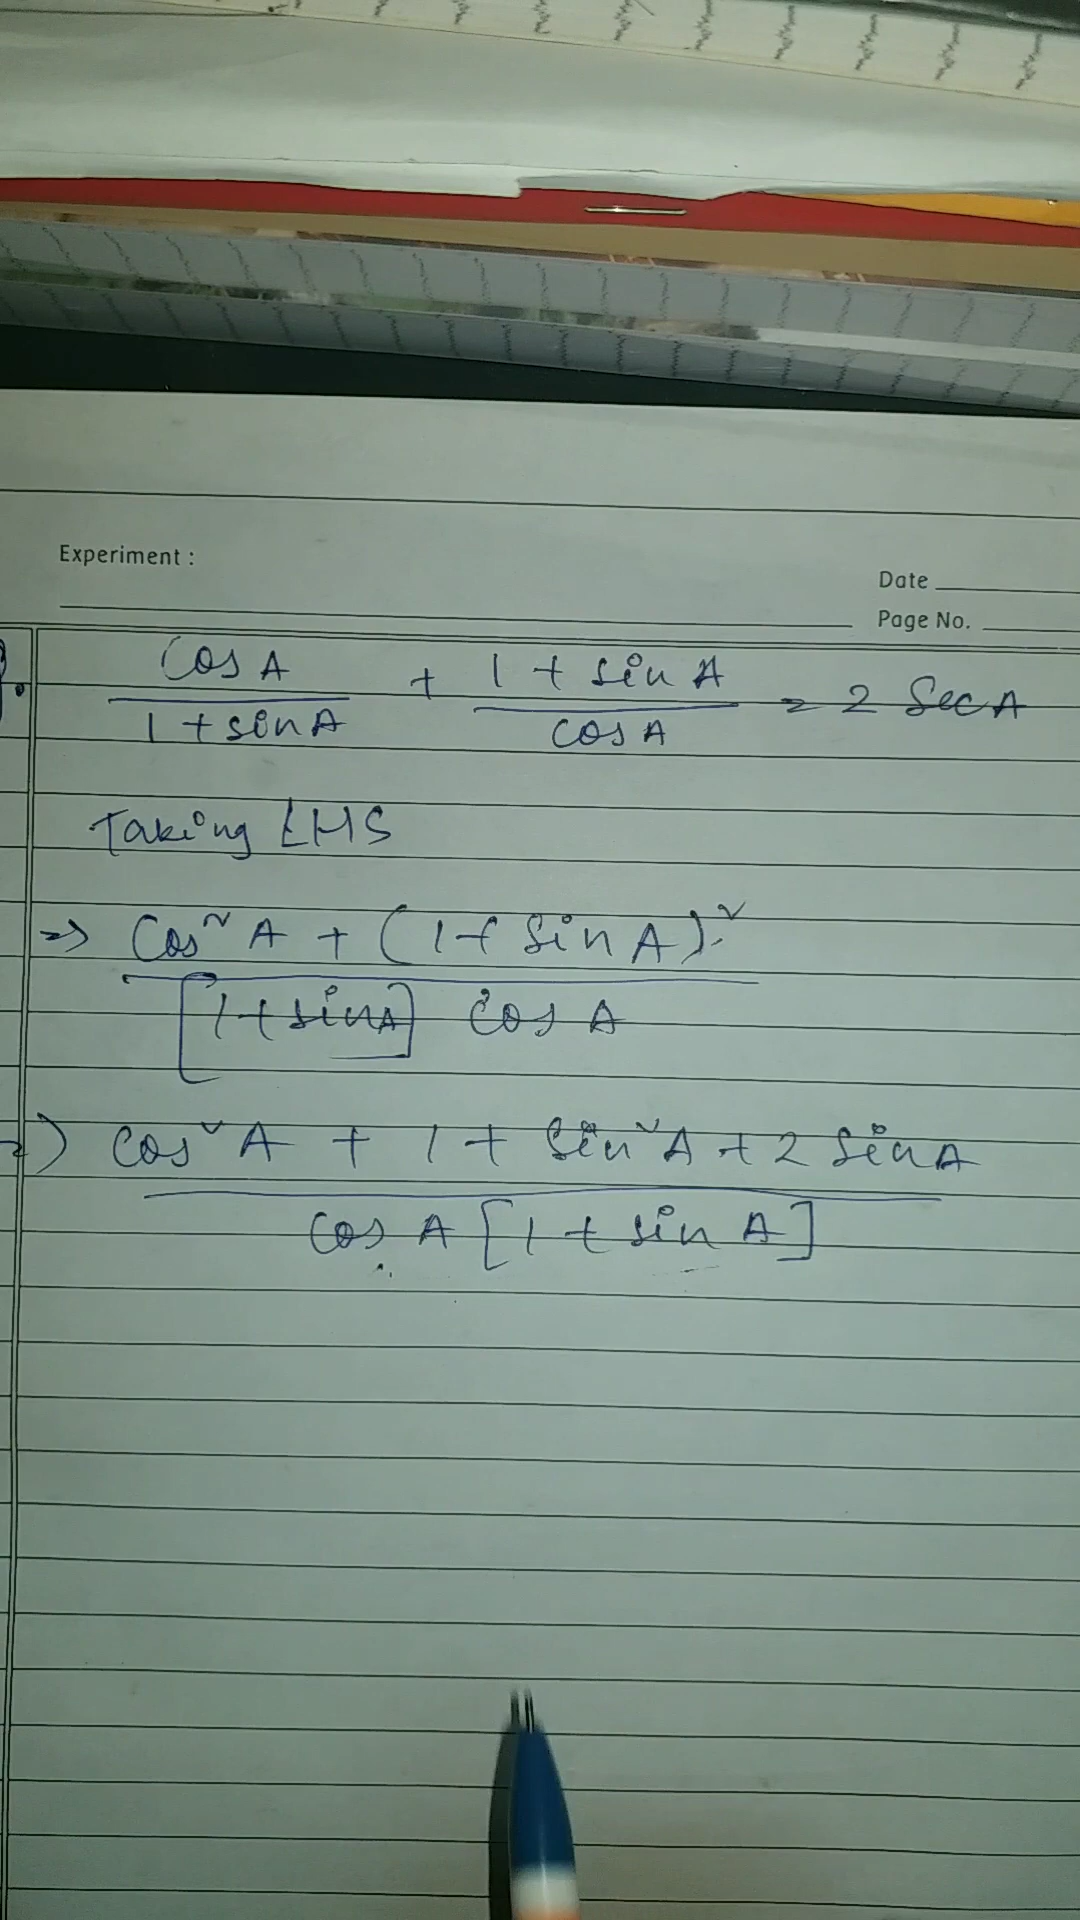 Experiment :
Date
Page No.
cos A / 1 + sin A + 1 + sin A / cos A = 2 Sec A
Taking LHS
=> Cos² A + (1 + Sin A)² / [1 + sin A] cos A
=> cos² A + 1 + Sin² A + 2 Sin A / cos A [1 + sin A]